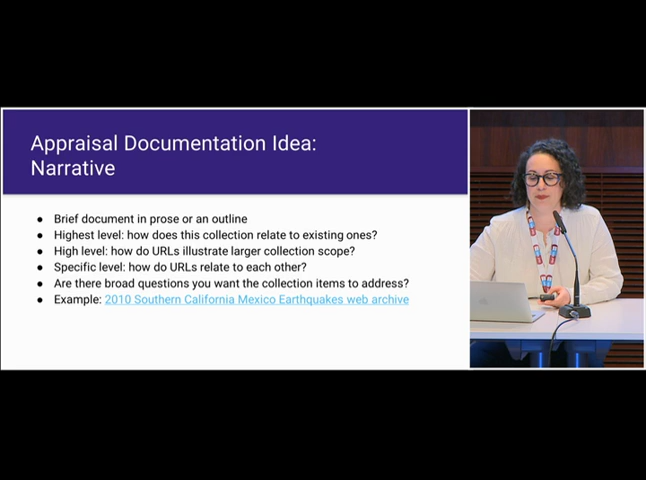 Appraisal Documentation Idea:
Narrative
● Brief document in prose or an outline
● Highest level: how does this collection relate to existing ones?
● High level: how do URLs illustrate larger collection scope?
● Specific level: how do URLs relate to each other?
● Are there broad questions you want the collection items to address?
● Example: 2010 Southern California Mexico Earthquakes web archive